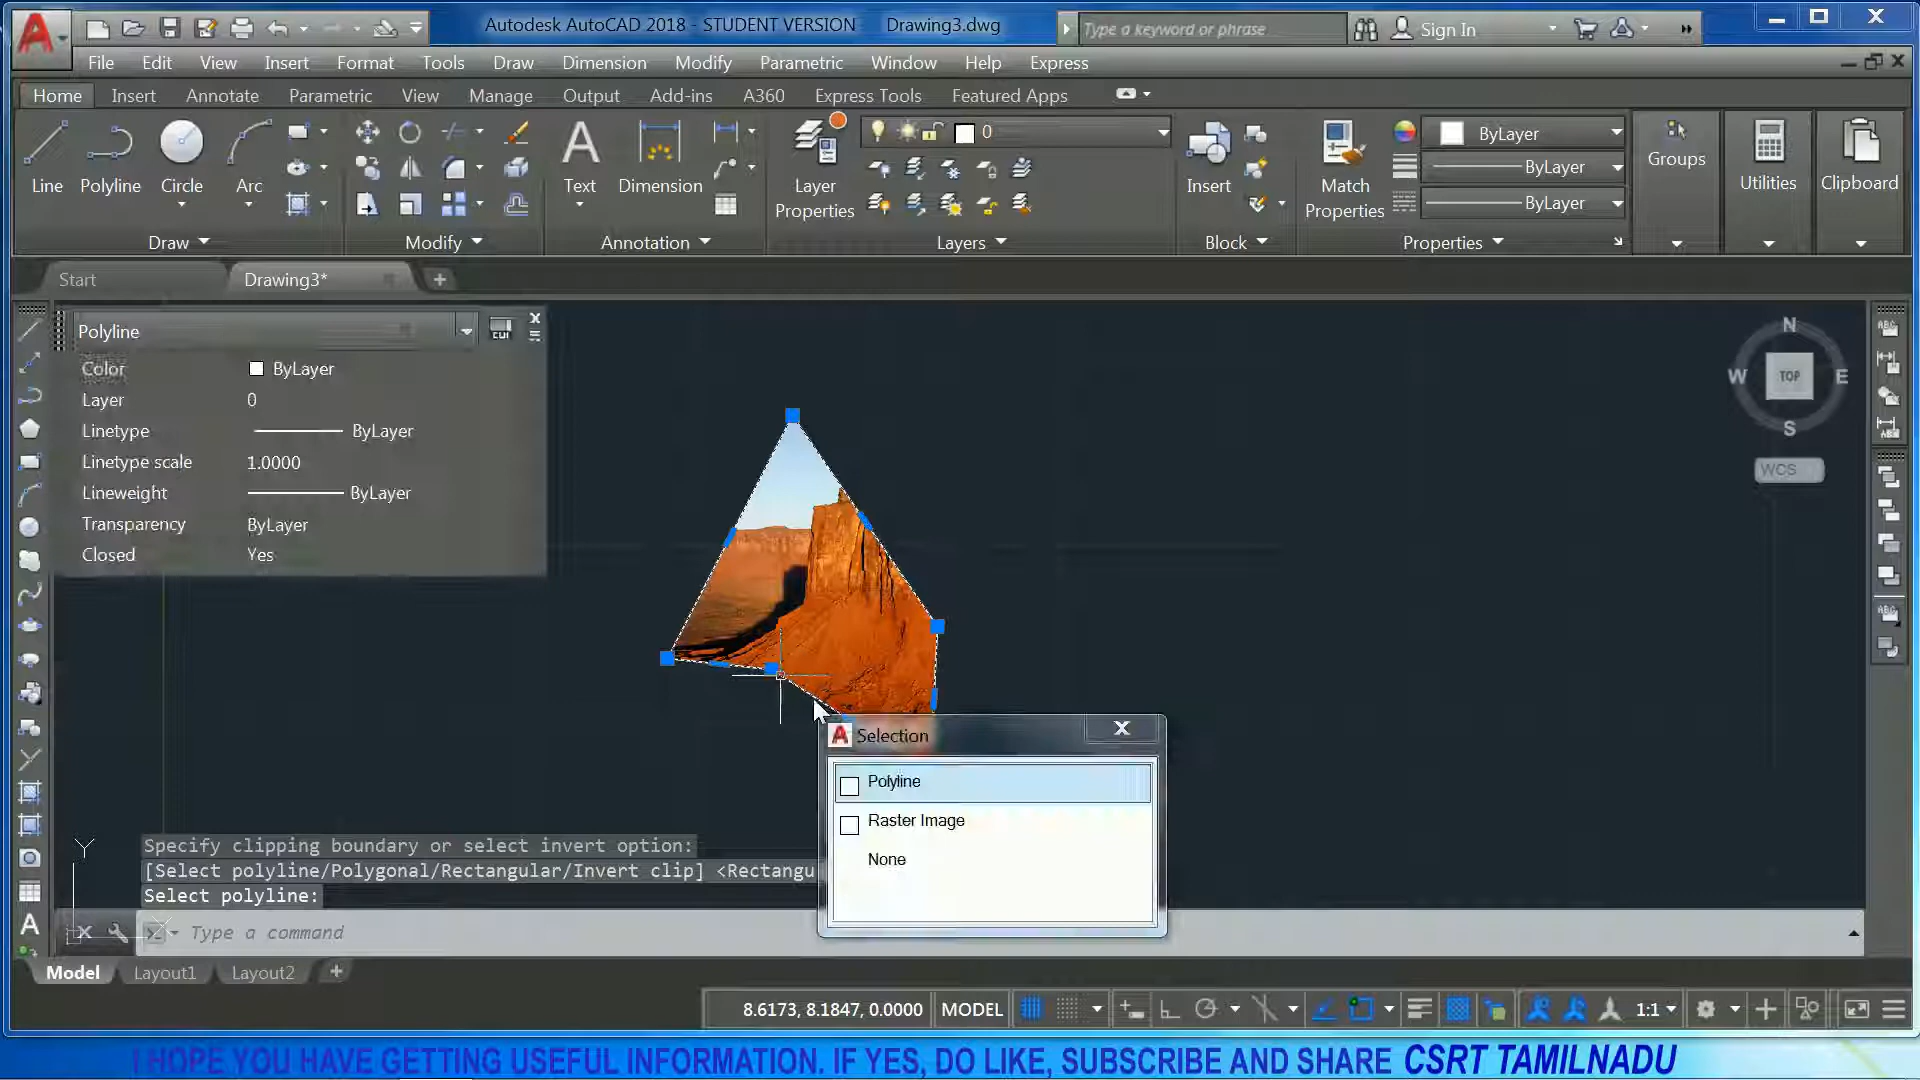 Autodesk AutoCAD 2018 - STUDENT VERSION Drawing3.dwg
Type a keyword or phrase
Sign In
File Edit View Insert Format Tools Draw Dimension Modify Parametric Window Help Express
Home Insert Annotate Parametric View Manage Output Add-ins A360 Express Tools Featured Apps
Line Polyline Circle Arc
Text Dimension
Layer Properties
0
Insert
Match Properties
ByLayer
ByLayer
ByLayer
Groups
Utilities
Clipboard
Draw Modify Annotation Layers Block Properties
Start Drawing3* +
Polyline
CUI
Color ByLayer
Layer 0
Linetype ByLayer
Linetype scale 1.0000
Lineweight ByLayer
Transparency ByLayer
Closed Yes
N
W TOP E
S
WCS
Selection
Polyline
Raster Image
None
Y
X
Specify clipping boundary or select invert option:
[Select polyline/Polygonal/Rectangular/Invert clip] <Rectangu
Select polyline:
Type a command
Model Layout1 Layout2 +
8.6173, 8.1847, 0.0000 MODEL 1:1
I HOPE YOU HAVE GETTING USEFUL INFORMATION. IF YES, DO LIKE, SUBSCRIBE AND SHARE CSRT TAMILNADU